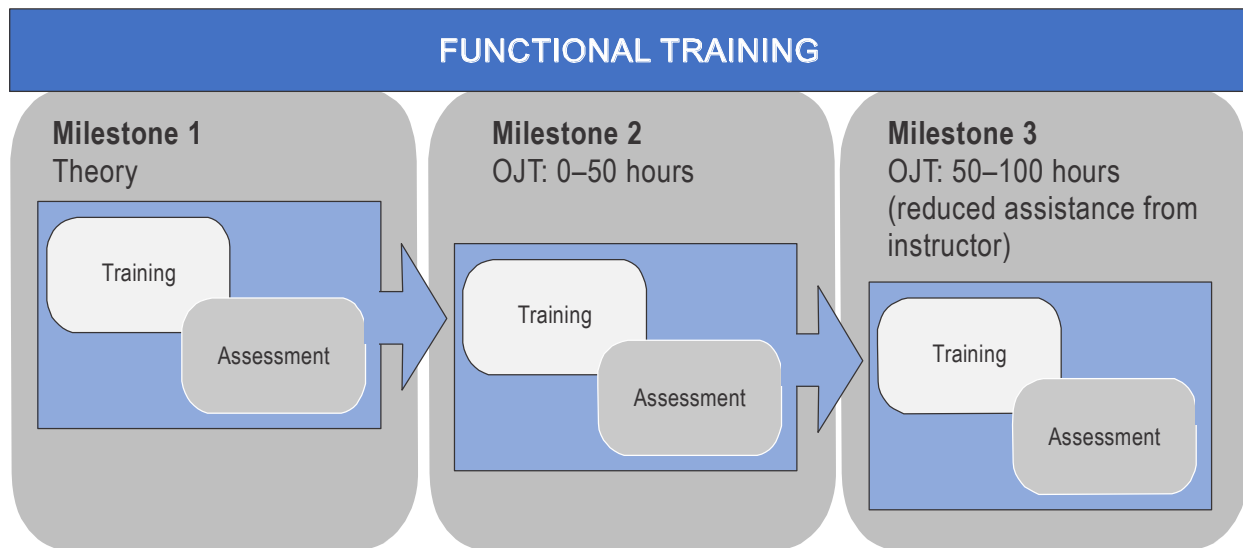 FUNCTIONAL TRAINING
Milestone 1
Theory
Training
Assessment
Milestone 2
OJT: 0–50 hours
Training
Assessment
Milestone 3
OJT: 50–100 hours
(reduced assistance from
instructor)
Training
Assessment